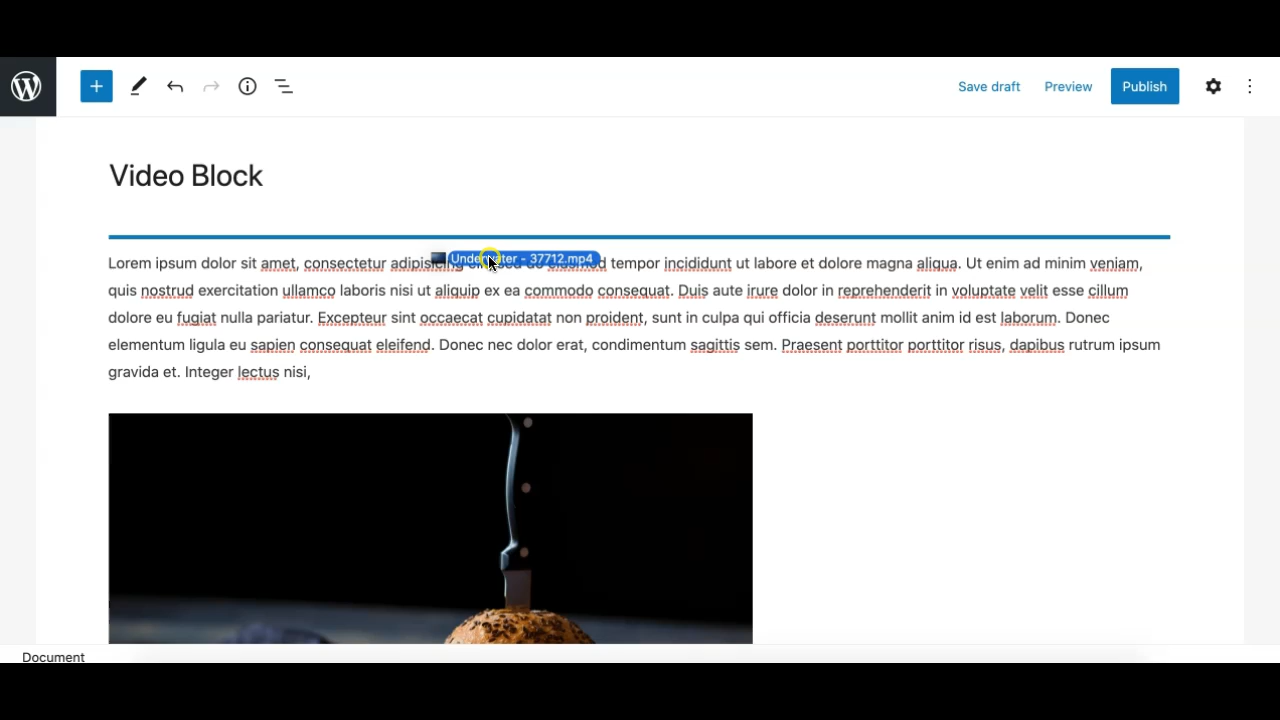 Save draft Preview Publish
Video Block
Underwater - 37712.mp4
Lorem ipsum dolor sit amet, consectetur adipisicing sed do eiusmod tempor incididunt ut labore et dolore magna aliqua. Ut enim ad minim veniam,
quis nostrud exercitation ullamco laboris nisi ut aliquip ex ea commodo consequat. Duis aute irure dolor in reprehenderit in voluptate velit esse cillum
dolore eu fugiat nulla pariatur. Excepteur sint occaecat cupidatat non proident, sunt in culpa qui officia deserunt mollit anim id est laborum. Donec
elementum ligula eu sapien consequat eleifend. Donec nec dolor erat, condimentum sagittis sem. Praesent porttitor porttitor risus, dapibus rutrum ipsum
gravida et. Integer lectus nisi,
Document